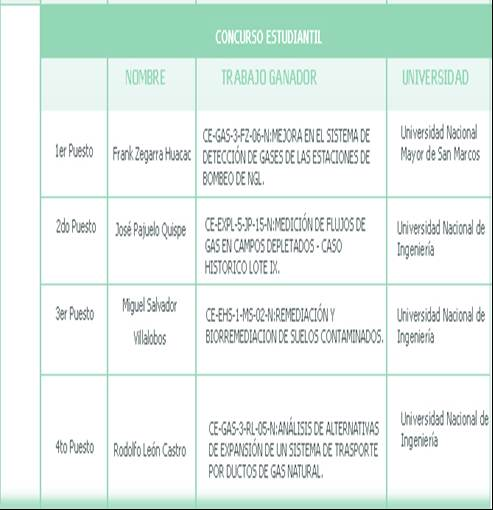 CONCURSO ESTUDIANTIL
NOMBRE TRABAJO GANADOR UNIVERSIDAD
1er Puesto
Frank Zegarra Huacac
CE-GAS-3-FZ-06-N:MEJORA EN EL SISTEMA DE
DETECCIÓN DE GASES DE LAS ESTACIONES DE
BOMBEO DE NGL.
Universidad Nacional
Mayor de San Marcos
2do Puesto
José Pajuelo Quispe
CE-EXPL-5-JP-15-N:MEDICIÓN DE FLUJOS DE
GAS EN CAMPOS DEPLETADOS - CASO
HISTORICO LOTE IX.
Universidad Nacional de
Ingeniería
3er Puesto
Miguel Salvador
Villalobos
CE-EHS-1-MS-02-N:REMEDIACIÓN Y
BIORREMEDIACION DE SUELOS CONTAMINADOS.
Universidad Nacional de
Ingeniería
4to Puesto
Rodolfo León Castro
CE-GAS-3-RL-05-N:ANÁLISIS DE ALTERNATIVAS
DE EXPANSIÓN DE UN SISTEMA DE TRASPORTE
POR DUCTOS DE GAS NATURAL.
Universidad Nacional de
Ingeniería